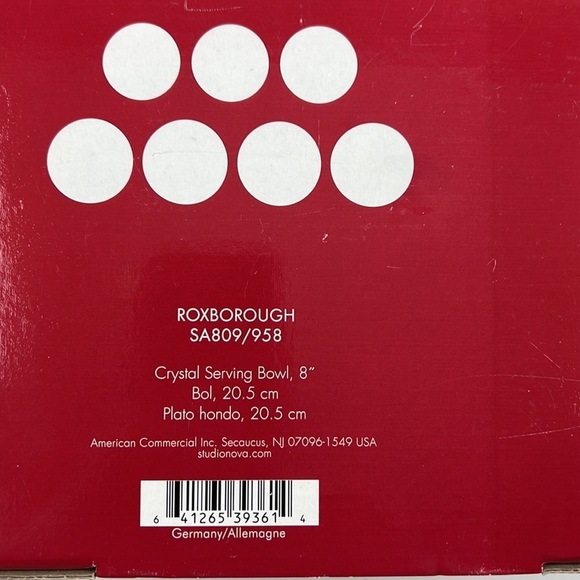 ROXBOROUGH
SA809/958
Crystal Serving Bowl, 8″
Bol, 20.5 cm
Plato hondo, 20.5 cm
American Commercial Inc. Secaucus, NJ 07096-1549 USA
studionova.com
6 41265 39361 4
Germany/Allemagne